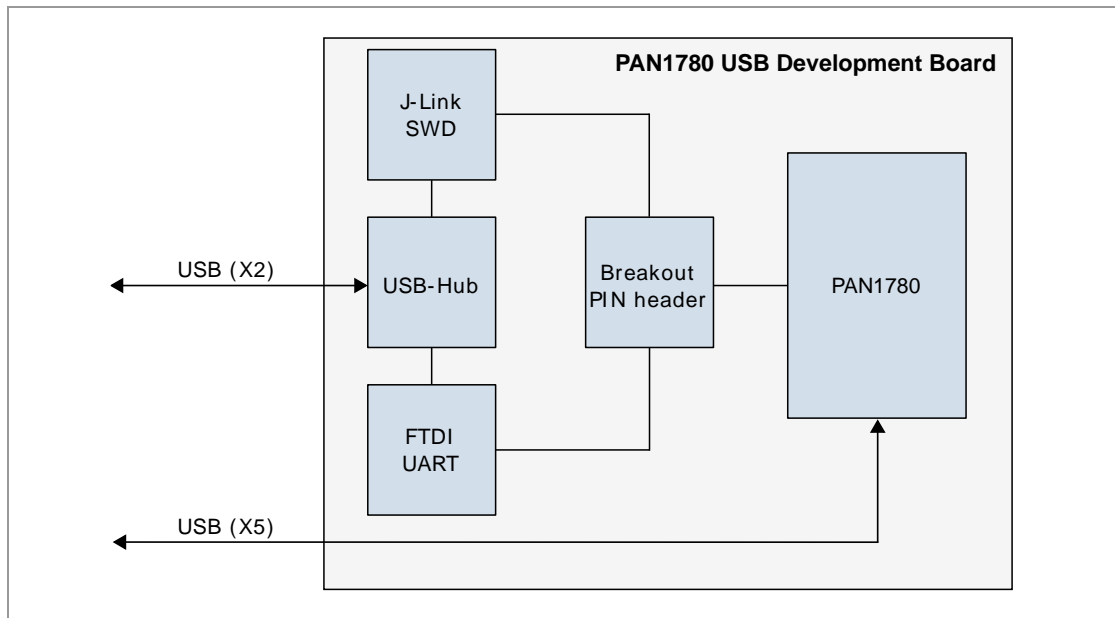 PAN1780 USB Development Board
J-Link
SWD
USB (X2)
USB-Hub
Breakout
PIN header
PAN1780
FTDI
UART
USB (X5)